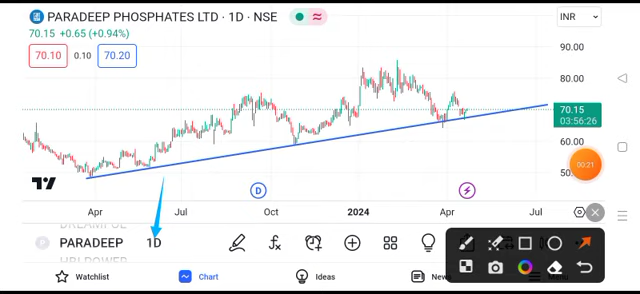 PARADEEP PHOSPHATES LTD · 1D · NSE
INR
70.15 +0.65 (+0.94%)
70.10 0.10 70.20
90.00
80.00
70.15
03:56:26
60.00
50.
00:21
D
Apr Jul Oct 2024 Apr Jul
P PARADEEP 1D
Watchlist Chart Ideas News